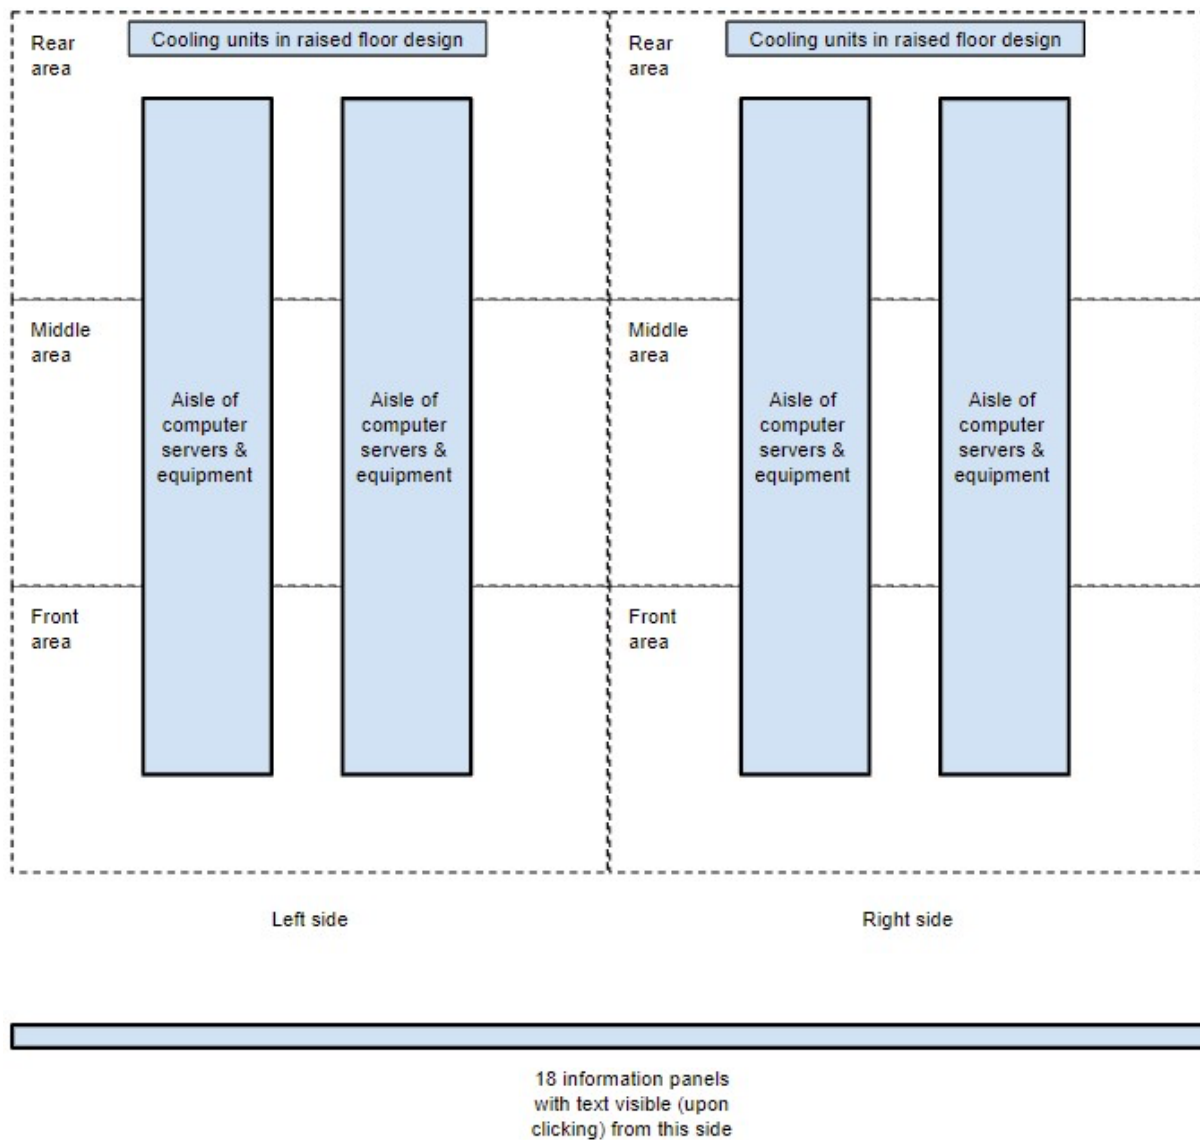 Rear
area
Cooling units in raised floor design
Rear
area
Cooling units in raised floor design
Middle
area
Middle
area
Aisle of
computer
servers &
equipment
Aisle of
computer
servers &
equipment
Aisle of
computer
servers &
equipment
Aisle of
computer
servers &
equipment
Front
area
Front
area
Left side
Right side
18 information panels
with text visible (upon
clicking) from this side